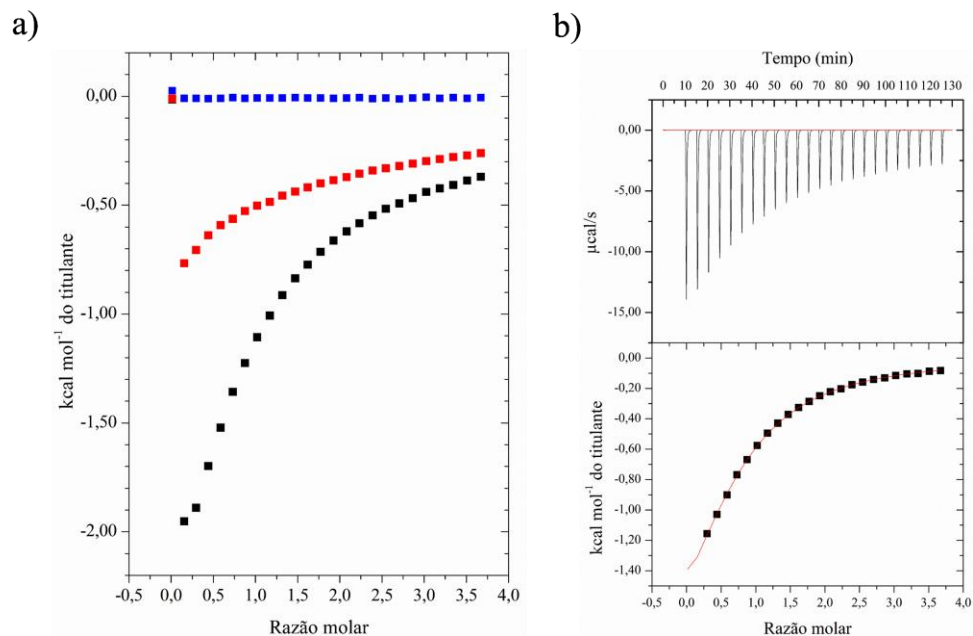 a)
0,00
-0,50
-1,00
-1,50
-2,00
kcal mol⁻¹ do titulante
-0,5 0,0 0,5 1,0 1,5 2,0 2,5 3,0 3,5 4,0
Razão molar
b)
Tempo (min)
0 10 20 30 40 50 60 70 80 90 100 110 120 130
0,00
-5,00
-10,00
-15,00
μcal/s
0,00
-0,20
-0,40
-0,60
-0,80
-1,00
-1,20
-1,40
kcal mol⁻¹ do titulante
-0,5 0,0 0,5 1,0 1,5 2,0 2,5 3,0 3,5 4,0
Razão molar